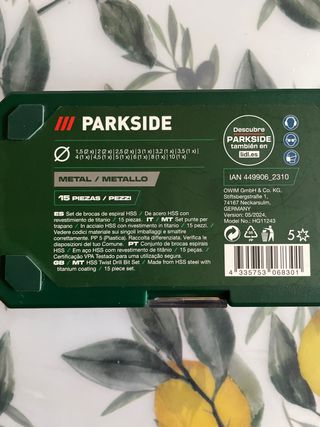 PARKSIDE
Descubre
PARKSIDE
también en
lidl.es
Ø 1,5 (2 x) | 2 (2 x) | 2,5 (2 x) | 3 (1 x) | 3,2 (1 x) | 3,5 (1 x) |
4 (1 x) | 4,5 (1 x) | 5 (1 x) | 6 (1 x) | 8 (1 x) | 10 (1 x)
METAL / METALLO
15 PIEZAS / PEZZI
IAN 449906_2310
OWIM GmbH & Co. KG,
Stiftsbergstraße 1,
74167 Neckarsulm,
GERMANY
Version: 05/2024,
Model No.: HG11243
ES Set de brocas de espiral HSS / De acero HSS con
revestimiento de titanio / 15 piezas. IT / MT Set punte per
trapano / In acciaio HSS con rivestimento in titanio / 15 pezzi.
Vedere codici materiali sui singoli imballaggi e smaltire
correttamente. PP 5 (Plastica). Raccolta differenziata. Verifica le
disposizioni del tuo Comune. PT Conjunto de brocas espirais
HSS / Em aço HSS com revestimento de titânio / 15 peças.
Certificação VPA Testado para uma utilização segura.
GB / MT HSS Twist Drill Bit Set / Made from HSS steel with
titanium coating / 15 piece set.
5
4 335753 068301